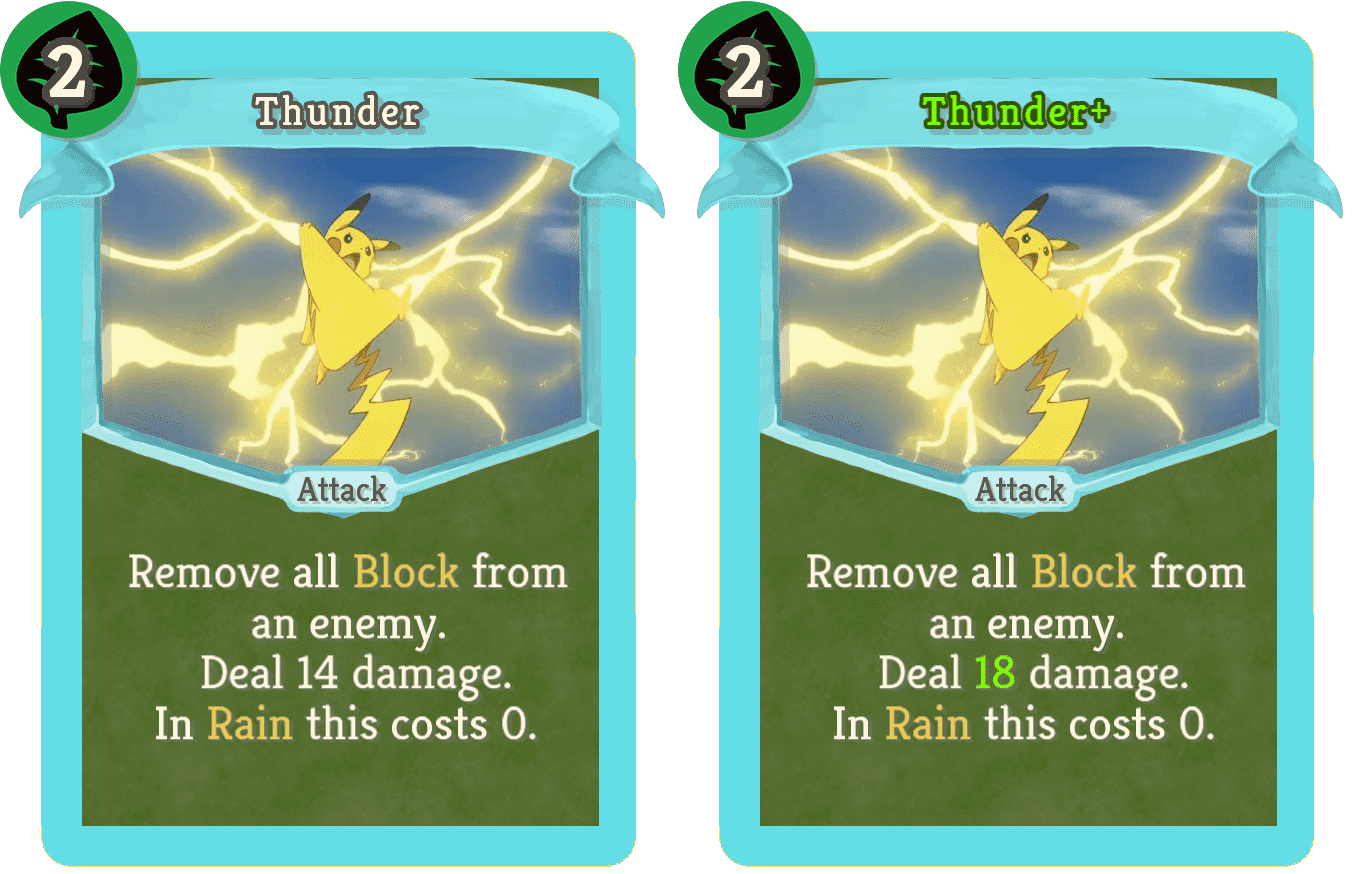 2
Thunder
Attack
Remove all Block from
an enemy.
Deal 14 damage.
In Rain this costs 0.
2
Thunder+
Attack
Remove all Block from
an enemy.
Deal 18 damage.
In Rain this costs 0.